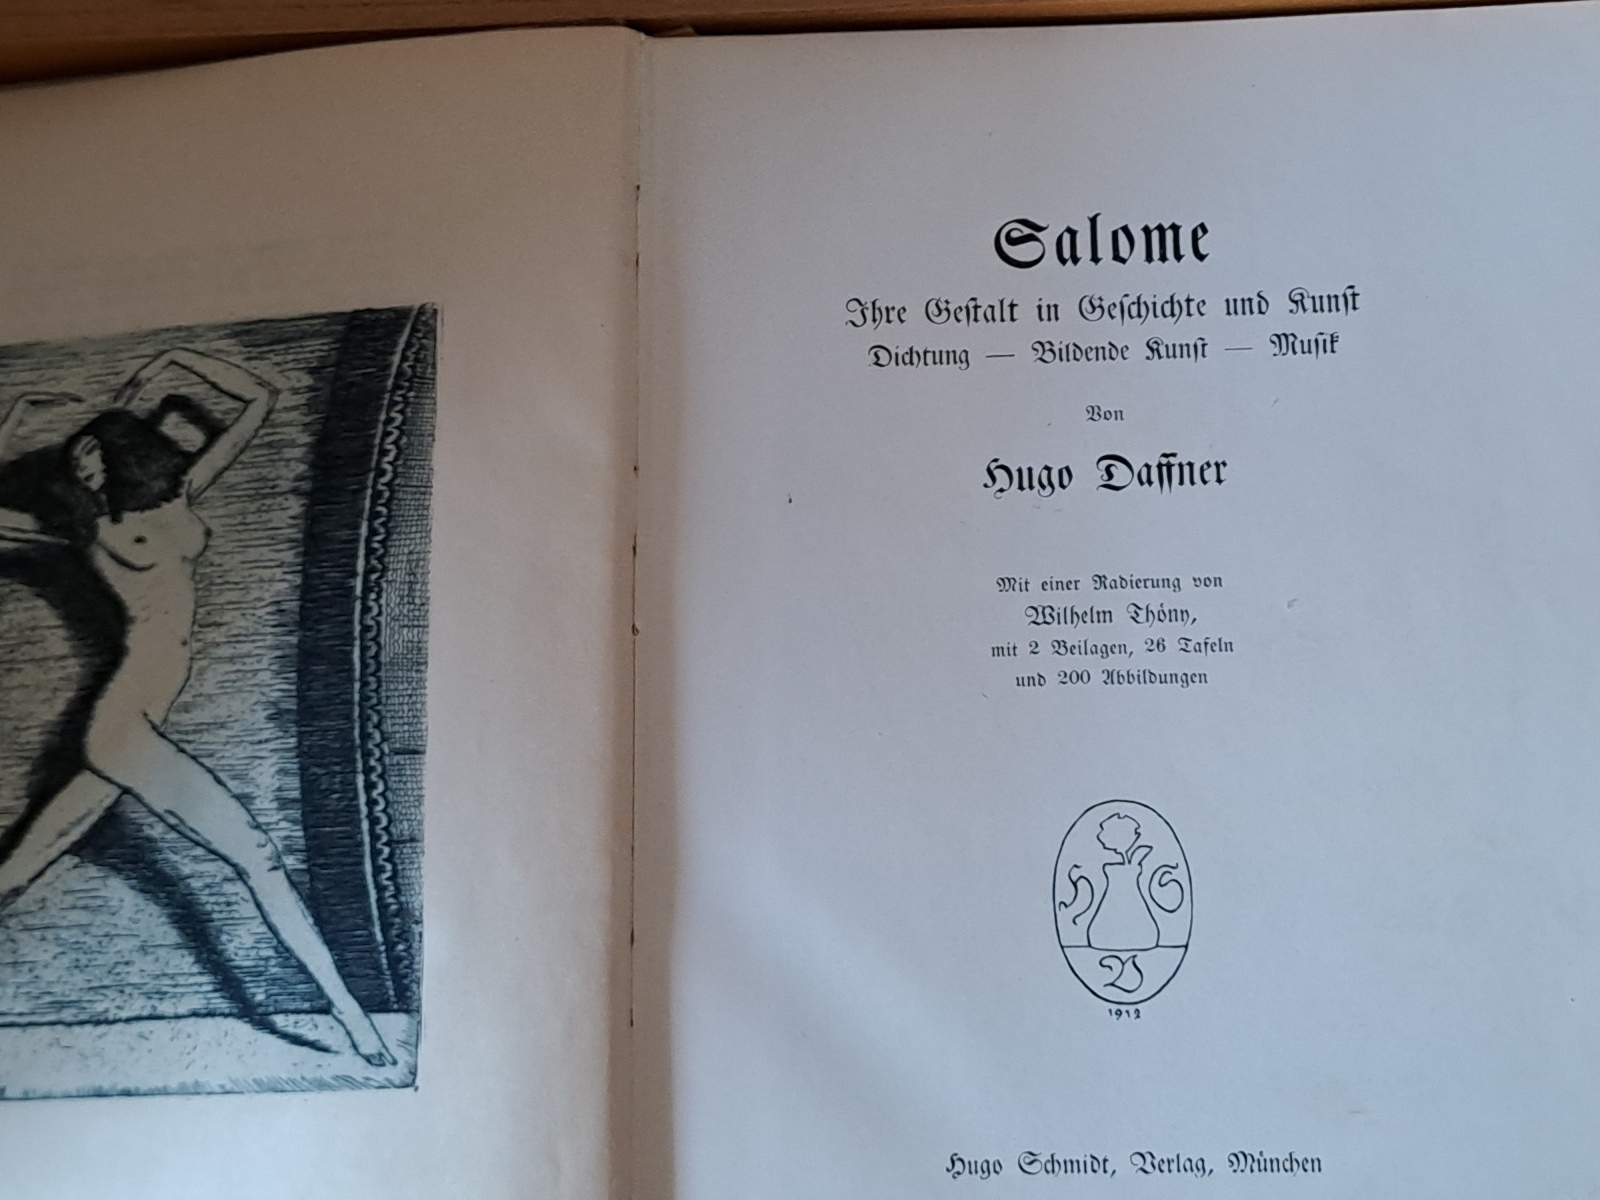 Salome
Ihre Gestalt in Geschichte und Kunst
Dichtung — Bildende Kunst — Musik
Von
Hugo Daffner
Mit einer Radierung von
Wilhelm Thöny,
mit 2 Beilagen, 26 Tafeln
und 200 Abbildungen
H S
V
1912
Hugo Schmidt, Verlag, München